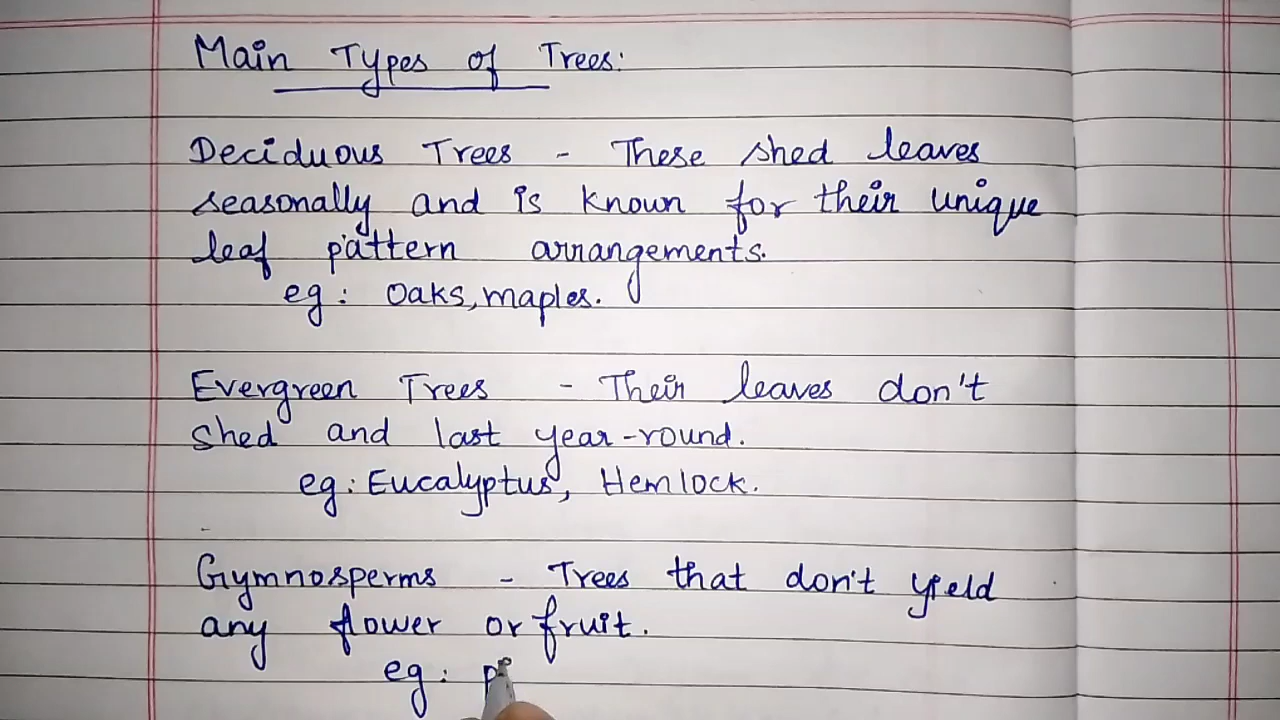 Main Types of Trees:
Deciduous Trees - These shed leaves
seasonally and is known for their unique
leaf pattern arrangements.
eg: Oaks, maples.
Evergreen Trees - Their leaves don't
shed and last year-round.
eg: Eucalyptus, Hemlock.
Gymnosperms - Trees that don't yield
any flower or fruit.
eg: